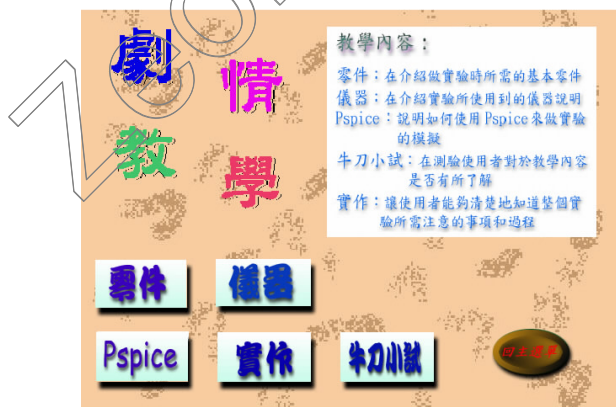 劇情教學
教學內容：
零件：在介紹做實驗時所需的基本零件
儀器：在介紹實驗所使用到的儀器說明
Pspice：說明如何使用Pspice來做實驗
的模擬
牛刀小試：在測驗使用者對於教學內容
是否有所了解
實作：讓使用者能夠清楚地知道整個實
驗所需注意的事項和過程
零件
儀器
Pspice
實作
牛刀小試
回主選單